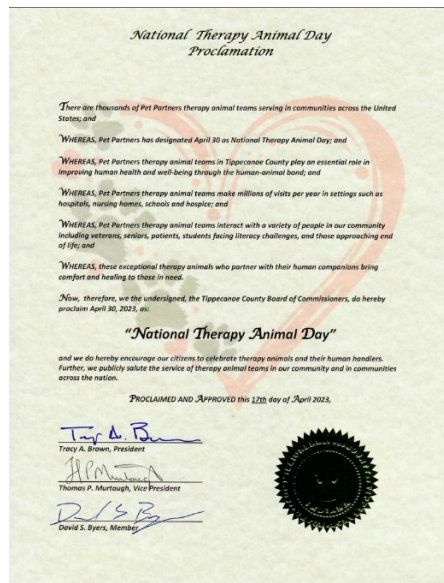 National Therapy Animal Day
Proclamation
There are thousands of Pet Partners therapy animal teams serving in communities across the United
States; and
WHEREAS, Pet Partners has designated April 30 as National Therapy Animal Day; and
WHEREAS, Pet Partners therapy animal teams in Tippecanoe County play an essential role in
improving human health and well-being through the human-animal bond; and
WHEREAS, Pet Partners therapy animal teams make millions of visits per year in settings such as
hospitals, nursing homes, schools and hospice; and
WHEREAS, Pet Partners therapy animal teams interact with a variety of people in our community
including veterans, seniors, patients, students facing literacy challenges, and those approaching end
of life; and
WHEREAS, these exceptional therapy animals who partner with their human companions bring
comfort and healing to those in need.
Now, therefore, we the undersigned, the Tippecanoe County Board of Commissioners, do hereby
proclaim April 30, 2023, as:
“National Therapy Animal Day”
and we do hereby encourage our citizens to celebrate therapy animals and their human handlers.
Further, we publicly salute the service of therapy animal teams in our community and in communities
across the nation.
PROCLAIMED AND APPROVED this 17th day of April 2023,
Tracy A. Brown, President
Thomas P. Murtaugh, Vice President
David S. Byers, Member